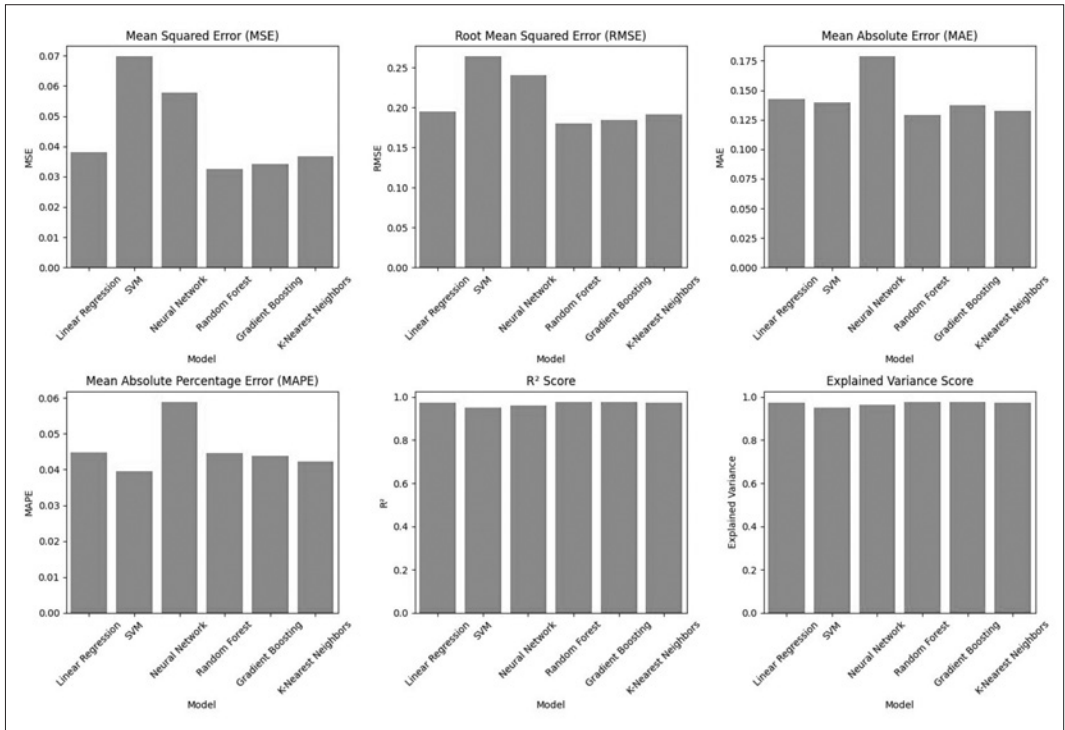 Mean Squared Error (MSE)
0.07
0.06
0.05
0.04
0.03
0.02
0.01
0.00
MSE
Linear Regression
SVM
Neural Network
Random Forest
Gradient Boosting
K-Nearest Neighbors
Model
Root Mean Squared Error (RMSE)
0.25
0.20
0.15
0.10
0.05
0.00
RMSE
Linear Regression
SVM
Neural Network
Random Forest
Gradient Boosting
K-Nearest Neighbors
Model
Mean Absolute Error (MAE)
0.175
0.150
0.125
0.100
0.075
0.050
0.025
0.000
MAE
Linear Regression
SVM
Neural Network
Random Forest
Gradient Boosting
K-Nearest Neighbors
Model
Mean Absolute Percentage Error (MAPE)
0.06
0.05
0.04
0.03
0.02
0.01
0.00
MAPE
Linear Regression
SVM
Neural Network
Random Forest
Gradient Boosting
K-Nearest Neighbors
Model
R² Score
1.0
0.8
0.6
0.4
0.2
0.0
R²
Linear Regression
SVM
Neural Network
Random Forest
Gradient Boosting
K-Nearest Neighbors
Model
Explained Variance Score
1.0
0.8
0.6
0.4
0.2
0.0
Explained Variance
Linear Regression
SVM
Neural Network
Random Forest
Gradient Boosting
K-Nearest Neighbors
Model